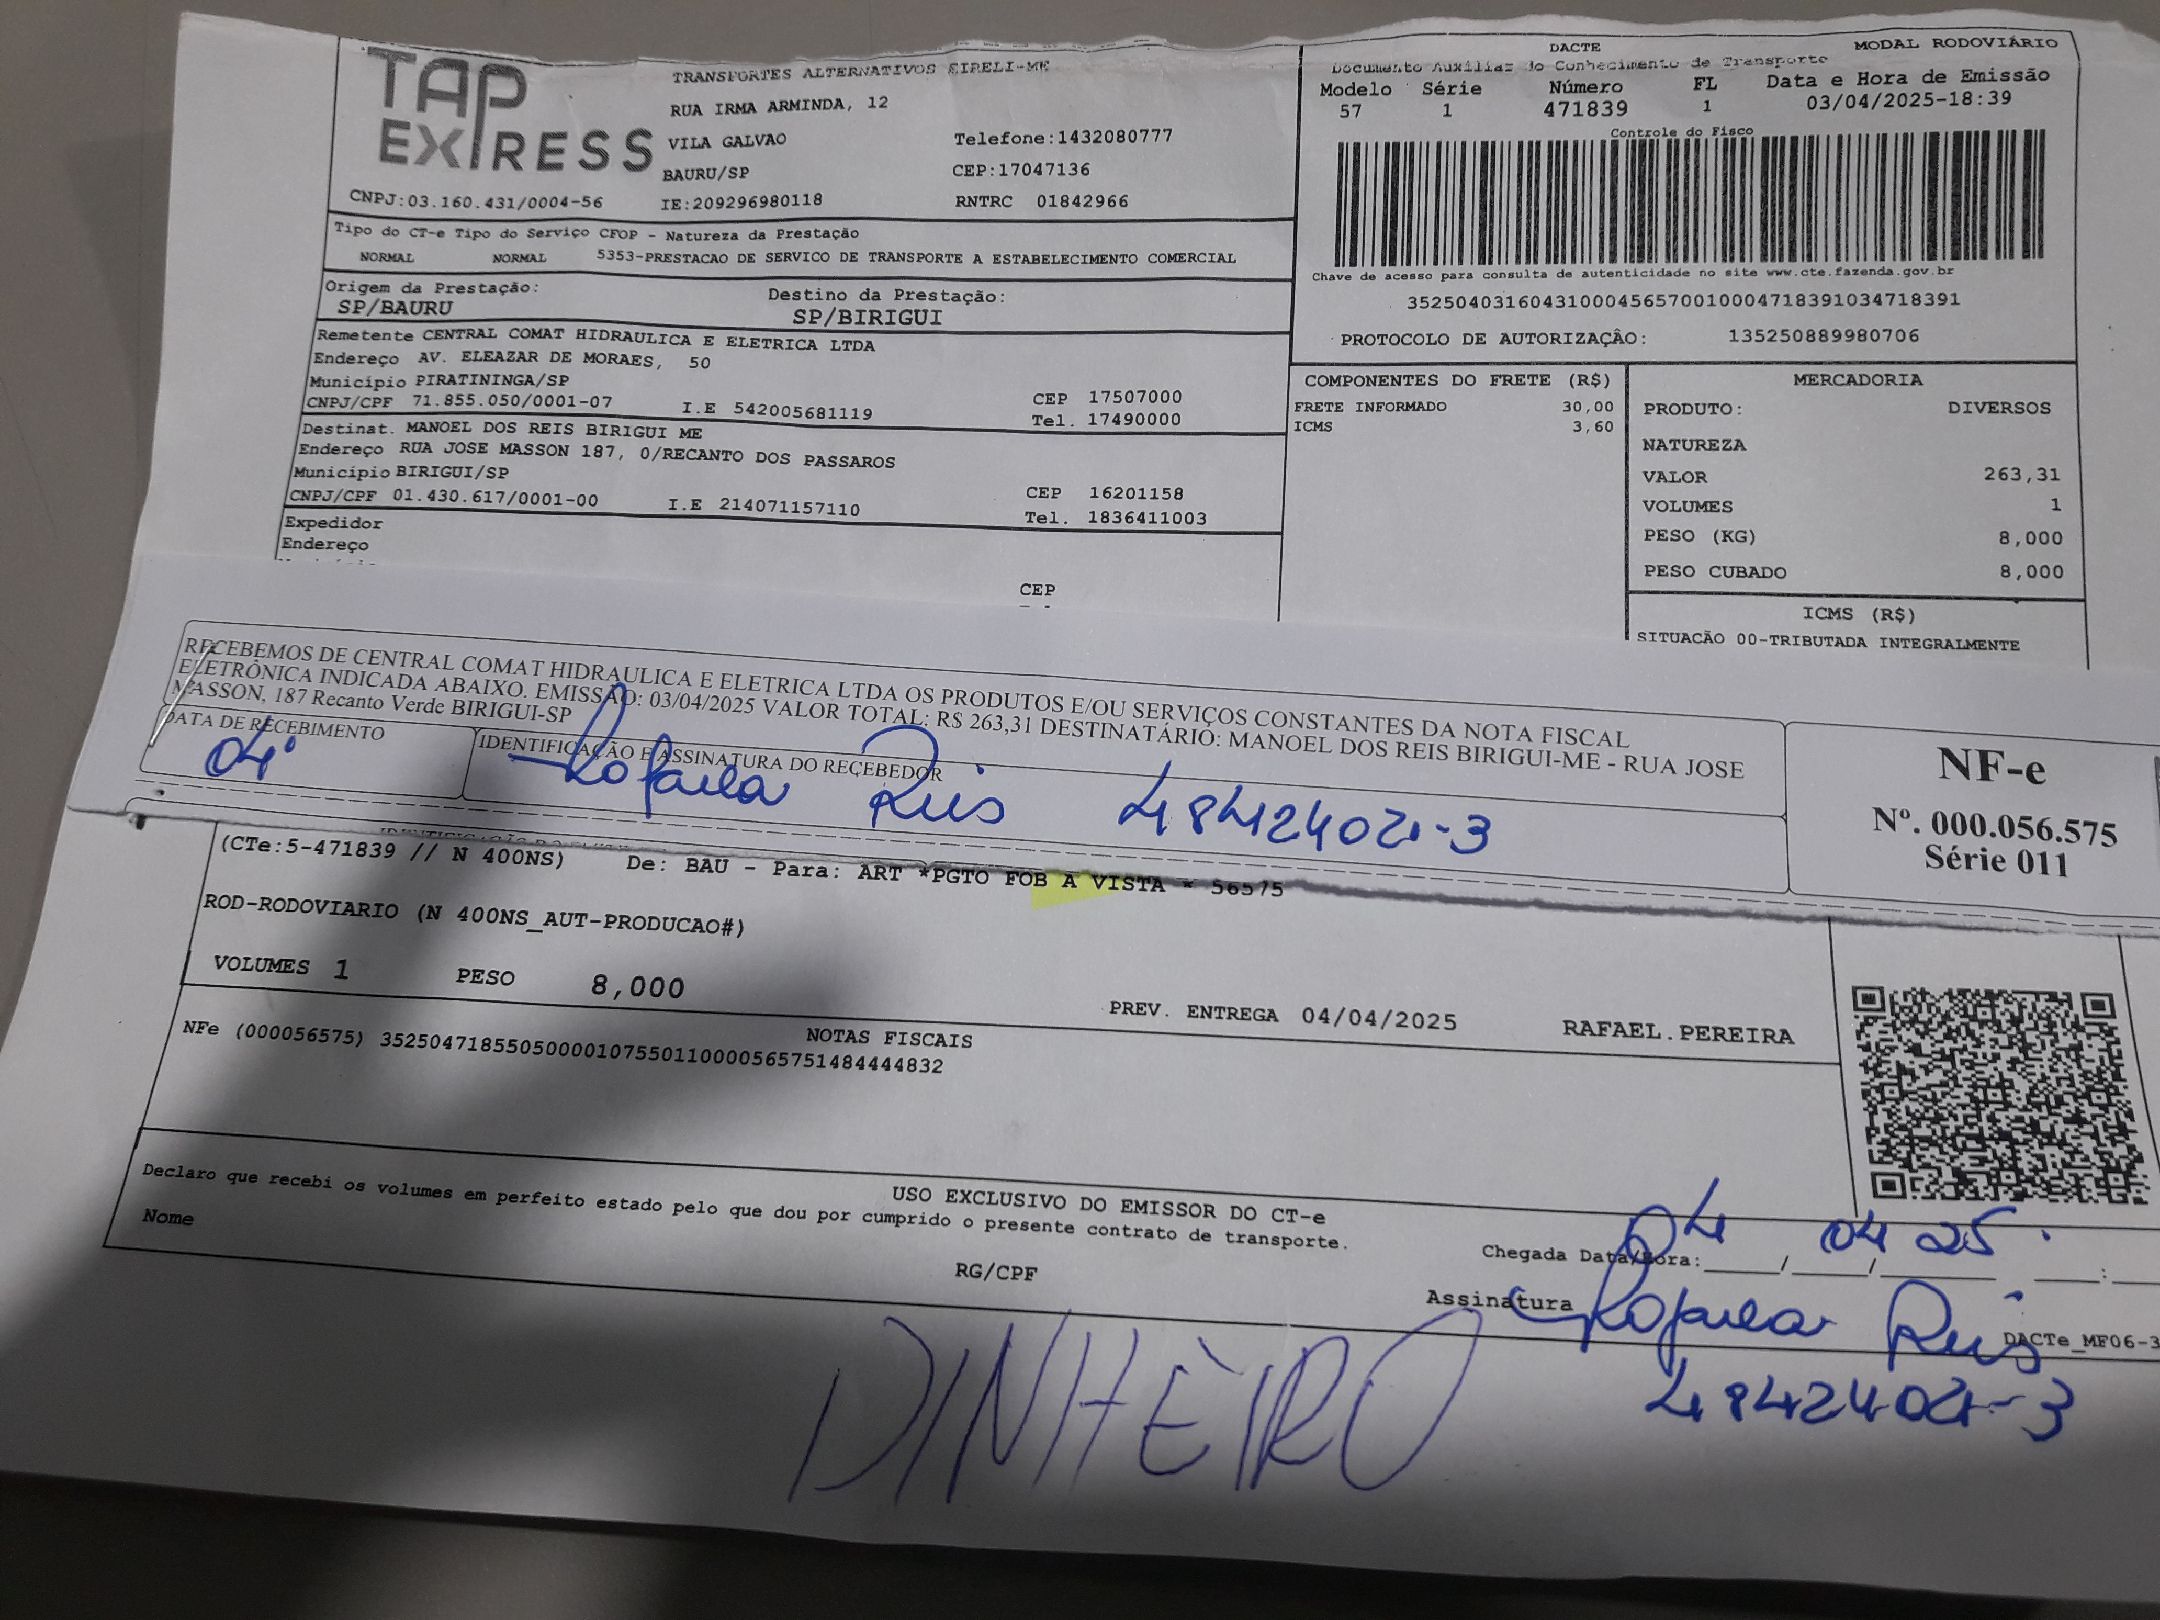 TAP EXPRESS
TRANSPORTES ALTERNATIVOS EIRELI-ME
RUA IRMA ARMINDA, 12
VILA GALVAO Telefone:1432080777
BAURU/SP CEP:17047136
CNPJ:03.160.431/0004-56 IE:209296980118 RNTRC 01842966
DACTE MODAL RODOVIÁRIO
Documento Auxiliar do Conhecimento de Transporte
Modelo Série Número FL Data e Hora de Emissão
57 1 471839 1 03/04/2025-18:39
Controle do Fisco
Chave de acesso para consulta de autenticidade no site www.cte.fazenda.gov.br
35250403160431000456570010004718391034718391
PROTOCOLO DE AUTORIZAÇÃO: 135250889980706
Tipo do CT-e Tipo do Serviço CFOP - Natureza da Prestação
NORMAL NORMAL 5353-PRESTACAO DE SERVICO DE TRANSPORTE A ESTABELECIMENTO COMERCIAL
Origem da Prestação: Destino da Prestação:
SP/BAURU SP/BIRIGUI
Remetente CENTRAL COMAT HIDRAULICA E ELETRICA LTDA
Endereço AV. ELEAZAR DE MORAES, 50
Município PIRATININGA/SP CEP 17507000
CNPJ/CPF 71.855.050/0001-07 I.E 542005681119 Tel. 17490000
Destinat. MANOEL DOS REIS BIRIGUI ME
Endereço RUA JOSE MASSON 187, 0/RECANTO DOS PASSAROS
Município BIRIGUI/SP CEP 16201158
CNPJ/CPF 01.430.617/0001-00 I.E 214071157110 Tel. 1836411003
Expedidor
Endereço
CEP
COMPONENTES DO FRETE (R$)
FRETE INFORMADO 30,00
ICMS 3,60
MERCADORIA
PRODUTO: DIVERSOS
NATUREZA
VALOR 263,31
VOLUMES 1
PESO (KG) 8,000
PESO CUBADO 8,000
ICMS (R$)
SITUACÃO 00-TRIBUTADA INTEGRALMENTE
RECEBEMOS DE CENTRAL COMAT HIDRAULICA E ELETRICA LTDA OS PRODUTOS E/OU SERVIÇOS CONSTANTES DA NOTA FISCAL
ELETRÔNICA INDICADA ABAIXO. EMISSÃO: 03/04/2025 VALOR TOTAL: R$ 263,31 DESTINATÁRIO: MANOEL DOS REIS BIRIGUI-ME - RUA JOSE
MASSON, 187 Recanto Verde BIRIGUI-SP
DATA DE RECEBIMENTO IDENTIFICAÇÃO E ASSINATURA DO RECEBEDOR
04 Rafaela Reis 48424021-3
NF-e
Nº. 000.056.575
Série 011
(CTe:5-471839 // N 400NS) De: BAU - Para: ART *PGTO FOB A VISTA * 56575
ROD-RODOVIARIO (N 400NS_AUT-PRODUCAO#)
VOLUMES 1 PESO 8,000 PREV. ENTREGA 04/04/2025 RAFAEL.PEREIRA
NOTAS FISCAIS
NFe (000056575) 35250471855050000107550110000565751484444832
USO EXCLUSIVO DO EMISSOR DO CT-e
Declaro que recebi os volumes em perfeito estado pelo que dou por cumprido o presente contrato de transporte.
Nome RG/CPF
Chegada Data/Hora:_____/_____/________ ____:
04 04 25
Assinatura Rafaela Reis
DACTe_MF06-3
48424021-3
DINHEIRO